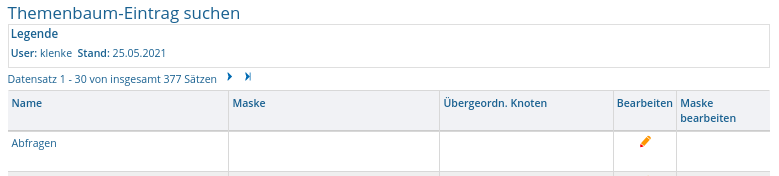 Themenbaum-Eintrag suchen
Legende
User: klenke Stand: 25.05.2021
Datensatz 1 - 30 von insgesamt 377 Sätzen
Name Maske Übergeordn. Knoten Bearbeiten Maske bearbeiten
Abfragen